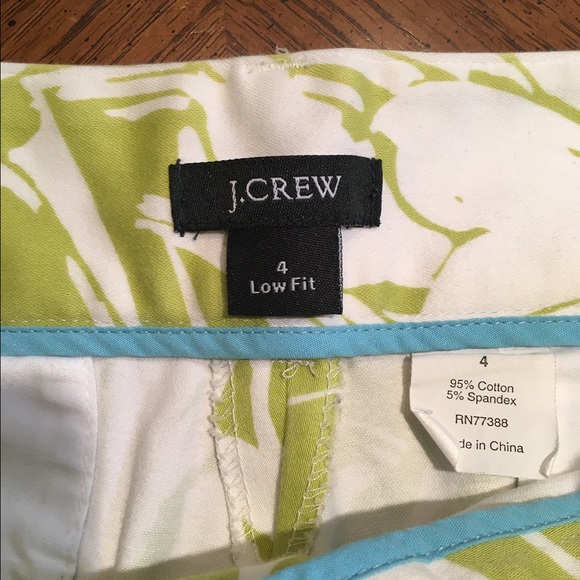 J.CREW
4
Low Fit
4
95% Cotton
5% Spandex
RN77388
de in China